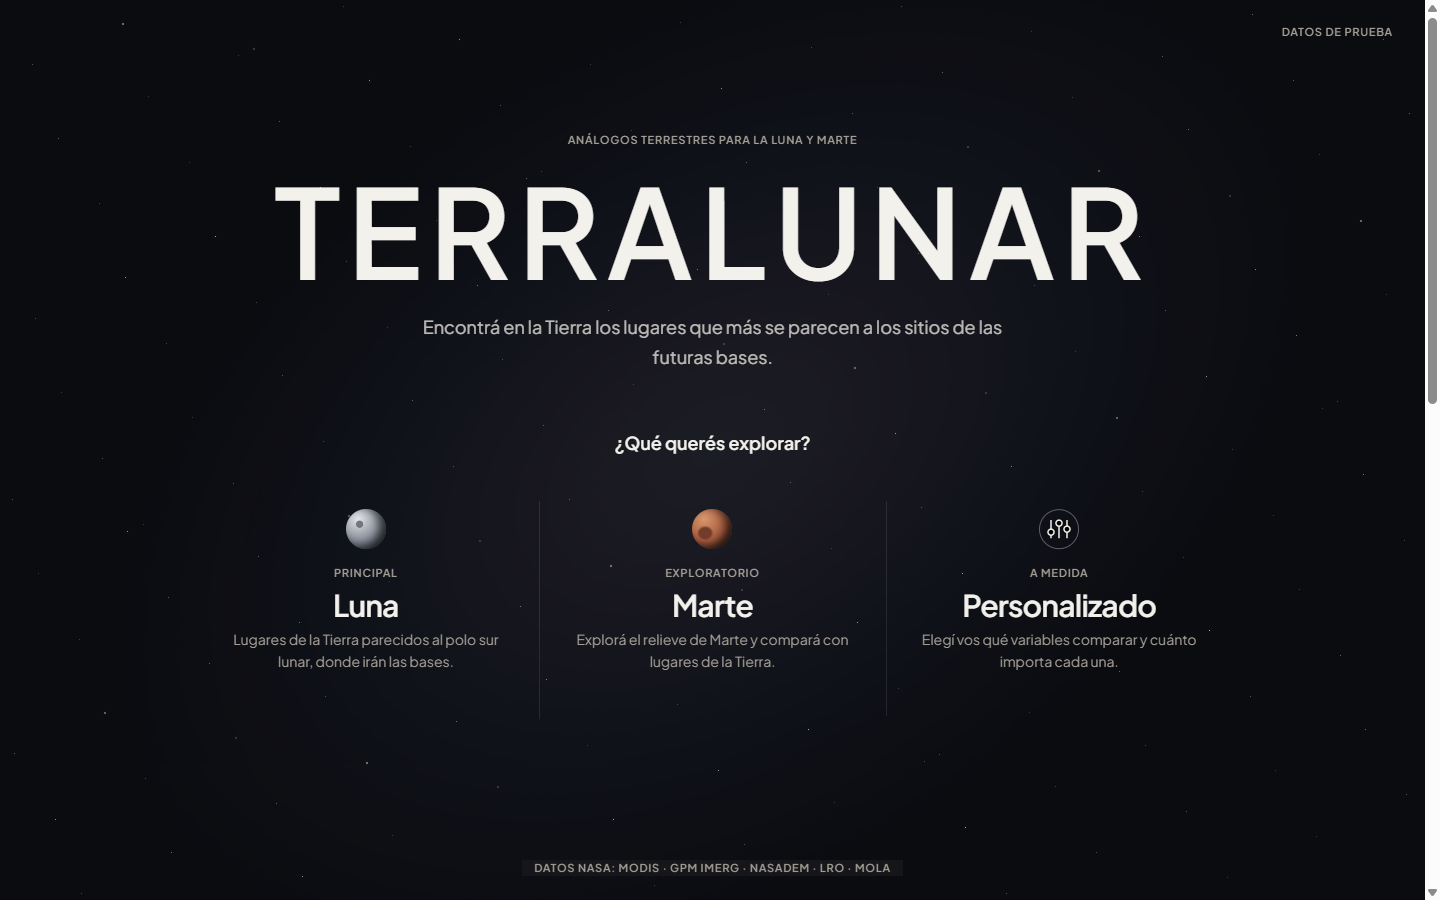 DATOS DE PRUEBA
ANÁLOGOS TERRESTRES PARA LA LUNA Y MARTE
TERRALUNAR
Encontrá en la Tierra los lugares que más se parecen a los sitios de las
futuras bases.
¿Qué querés explorar?
PRINCIPAL
Luna
Lugares de la Tierra parecidos al polo sur
lunar, donde irán las bases.
EXPLORATORIO
Marte
Explorá el relieve de Marte y compará con
lugares de la Tierra.
A MEDIDA
Personalizado
Elegí vos qué variables comparar y cuánto
importa cada una.
DATOS NASA: MODIS · GPM IMERG · NASADEM · LRO · MOLA